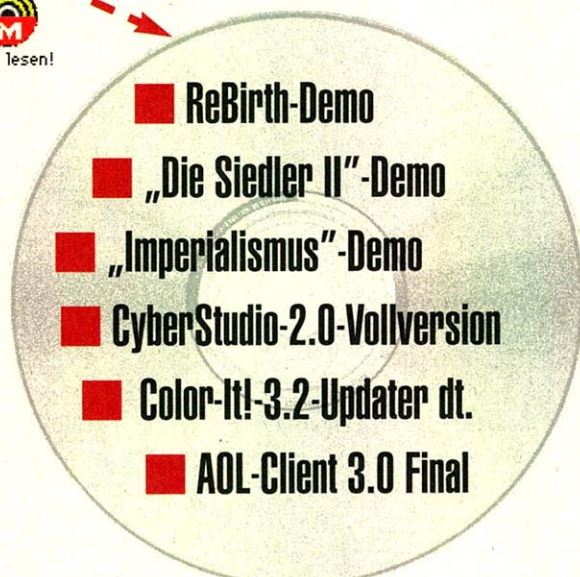 M
lesen!
ReBirth-Demo
„Die Siedler II"-Demo
„Imperialismus"-Demo
CyberStudio-2.0-Vollversion
Color-It!-3.2-Updater dt.
AOL-Client 3.0 Final